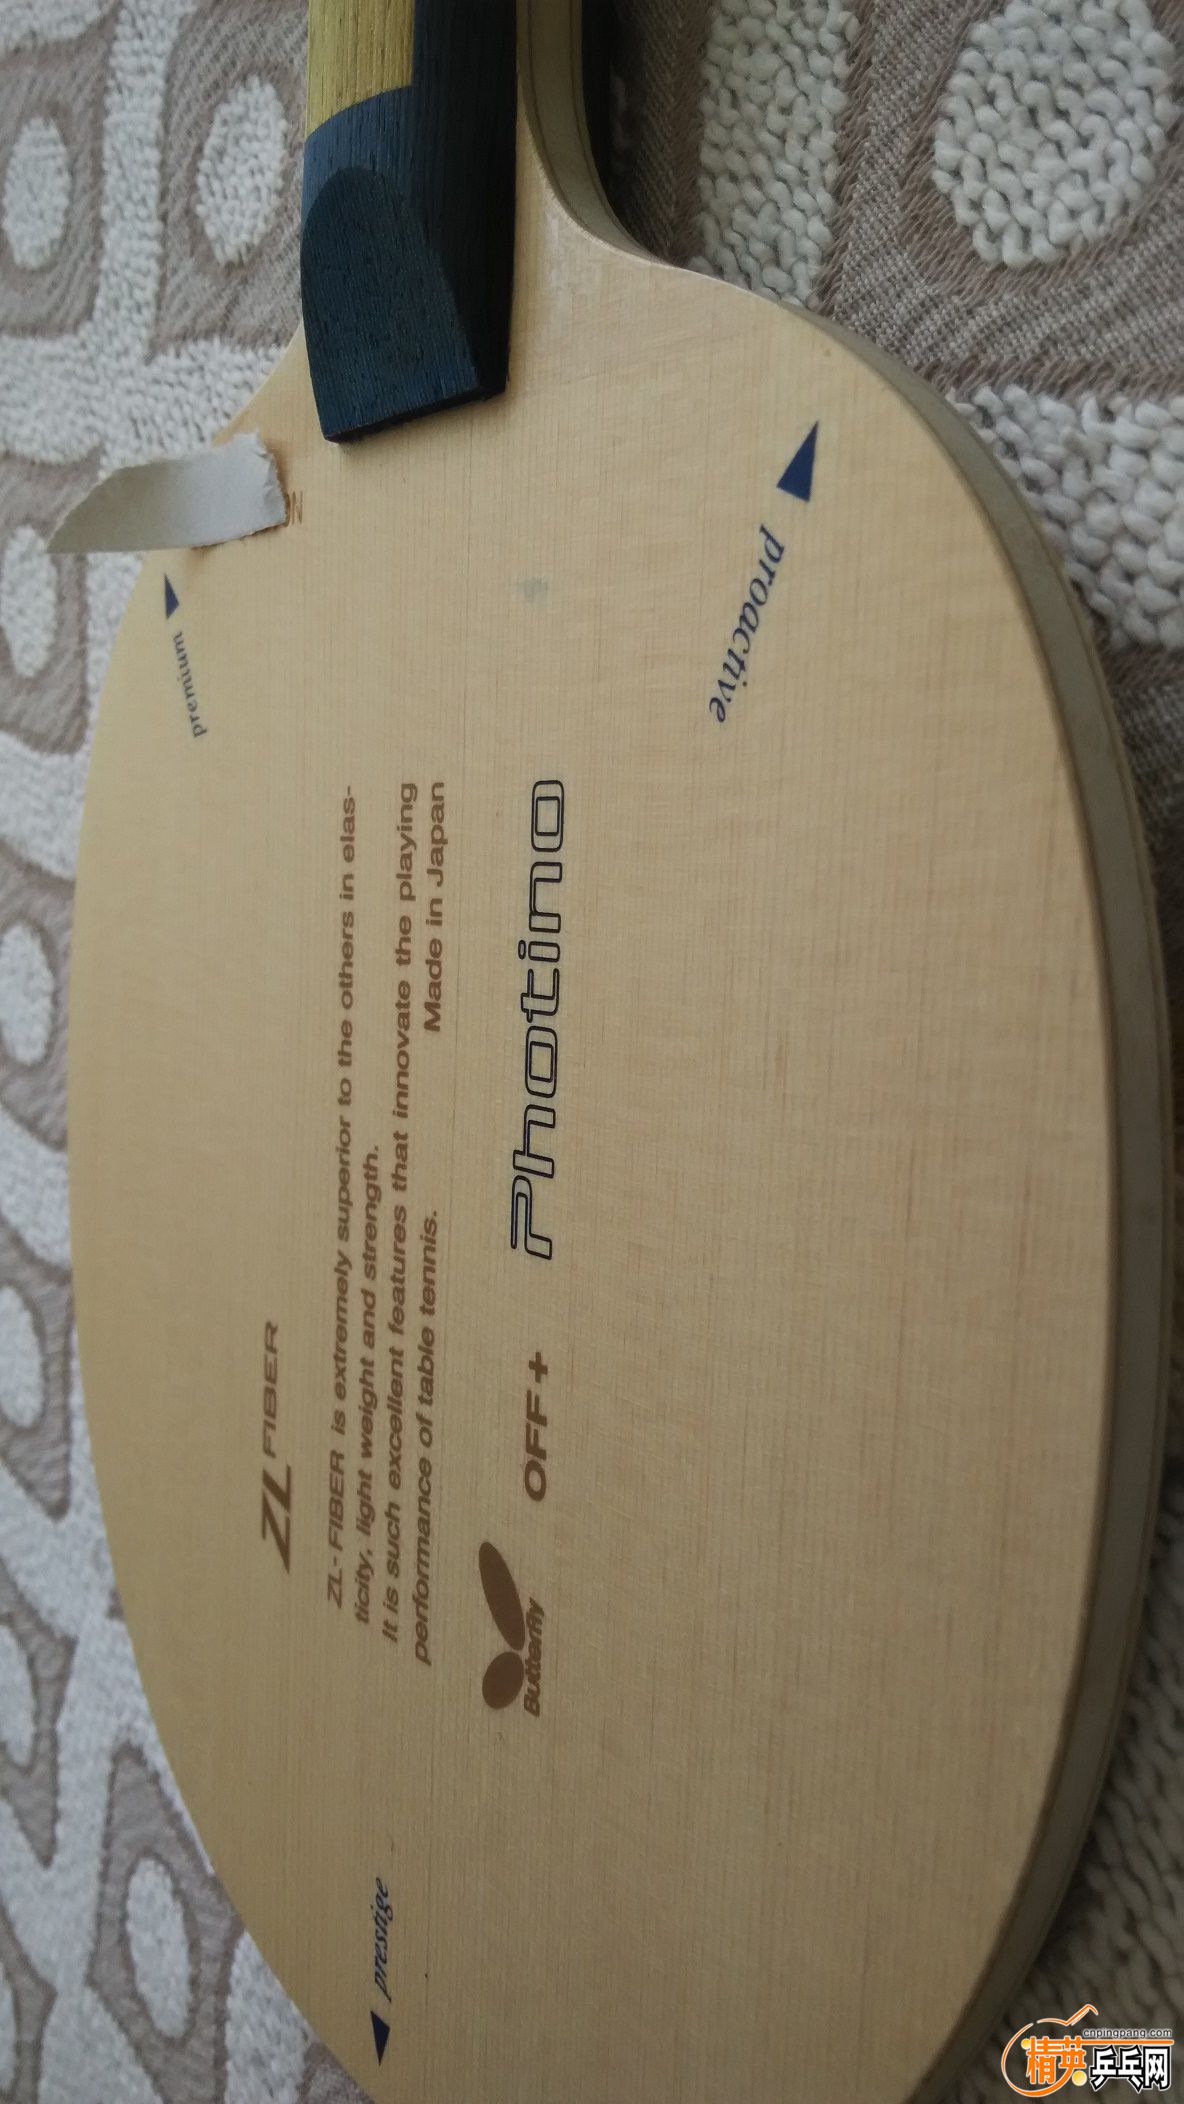 ZL FIBER
ZL-FIBER is extremely superior to the others in elas-
ticity, light weight and strength.
It is such excellent features that innovate the playing
performance of table tennis. Made in Japan
Butterfly OFF+ Photino
prestige
premium
proactive
N
cnpingpang.com
精英乒乓网